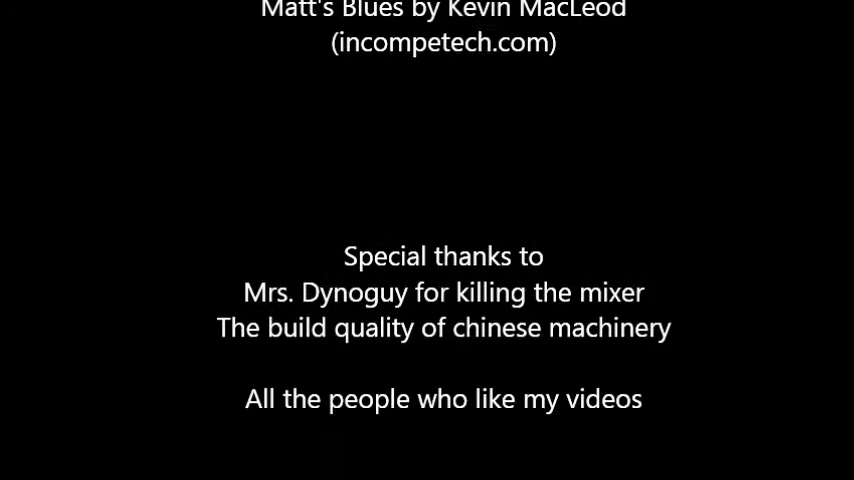 Matt's Blues by Kevin MacLeod
(incompetech.com)
Special thanks to
Mrs. Dynoguy for killing the mixer
The build quality of chinese machinery
All the people who like my videos